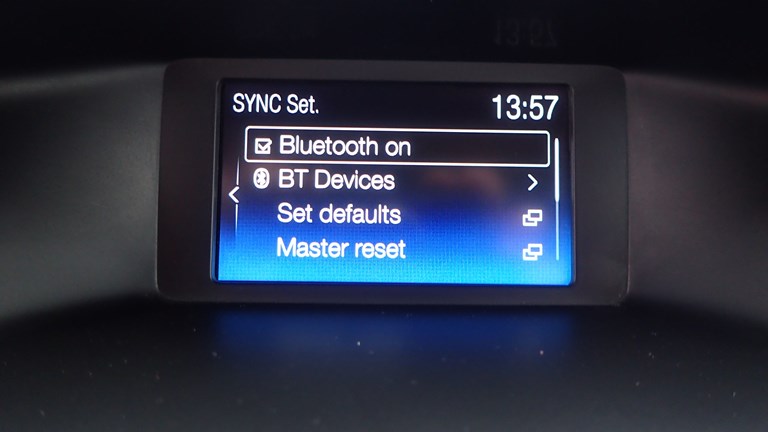 SYNC Set. 13:57
Bluetooth on
BT Devices
Set defaults
Master reset